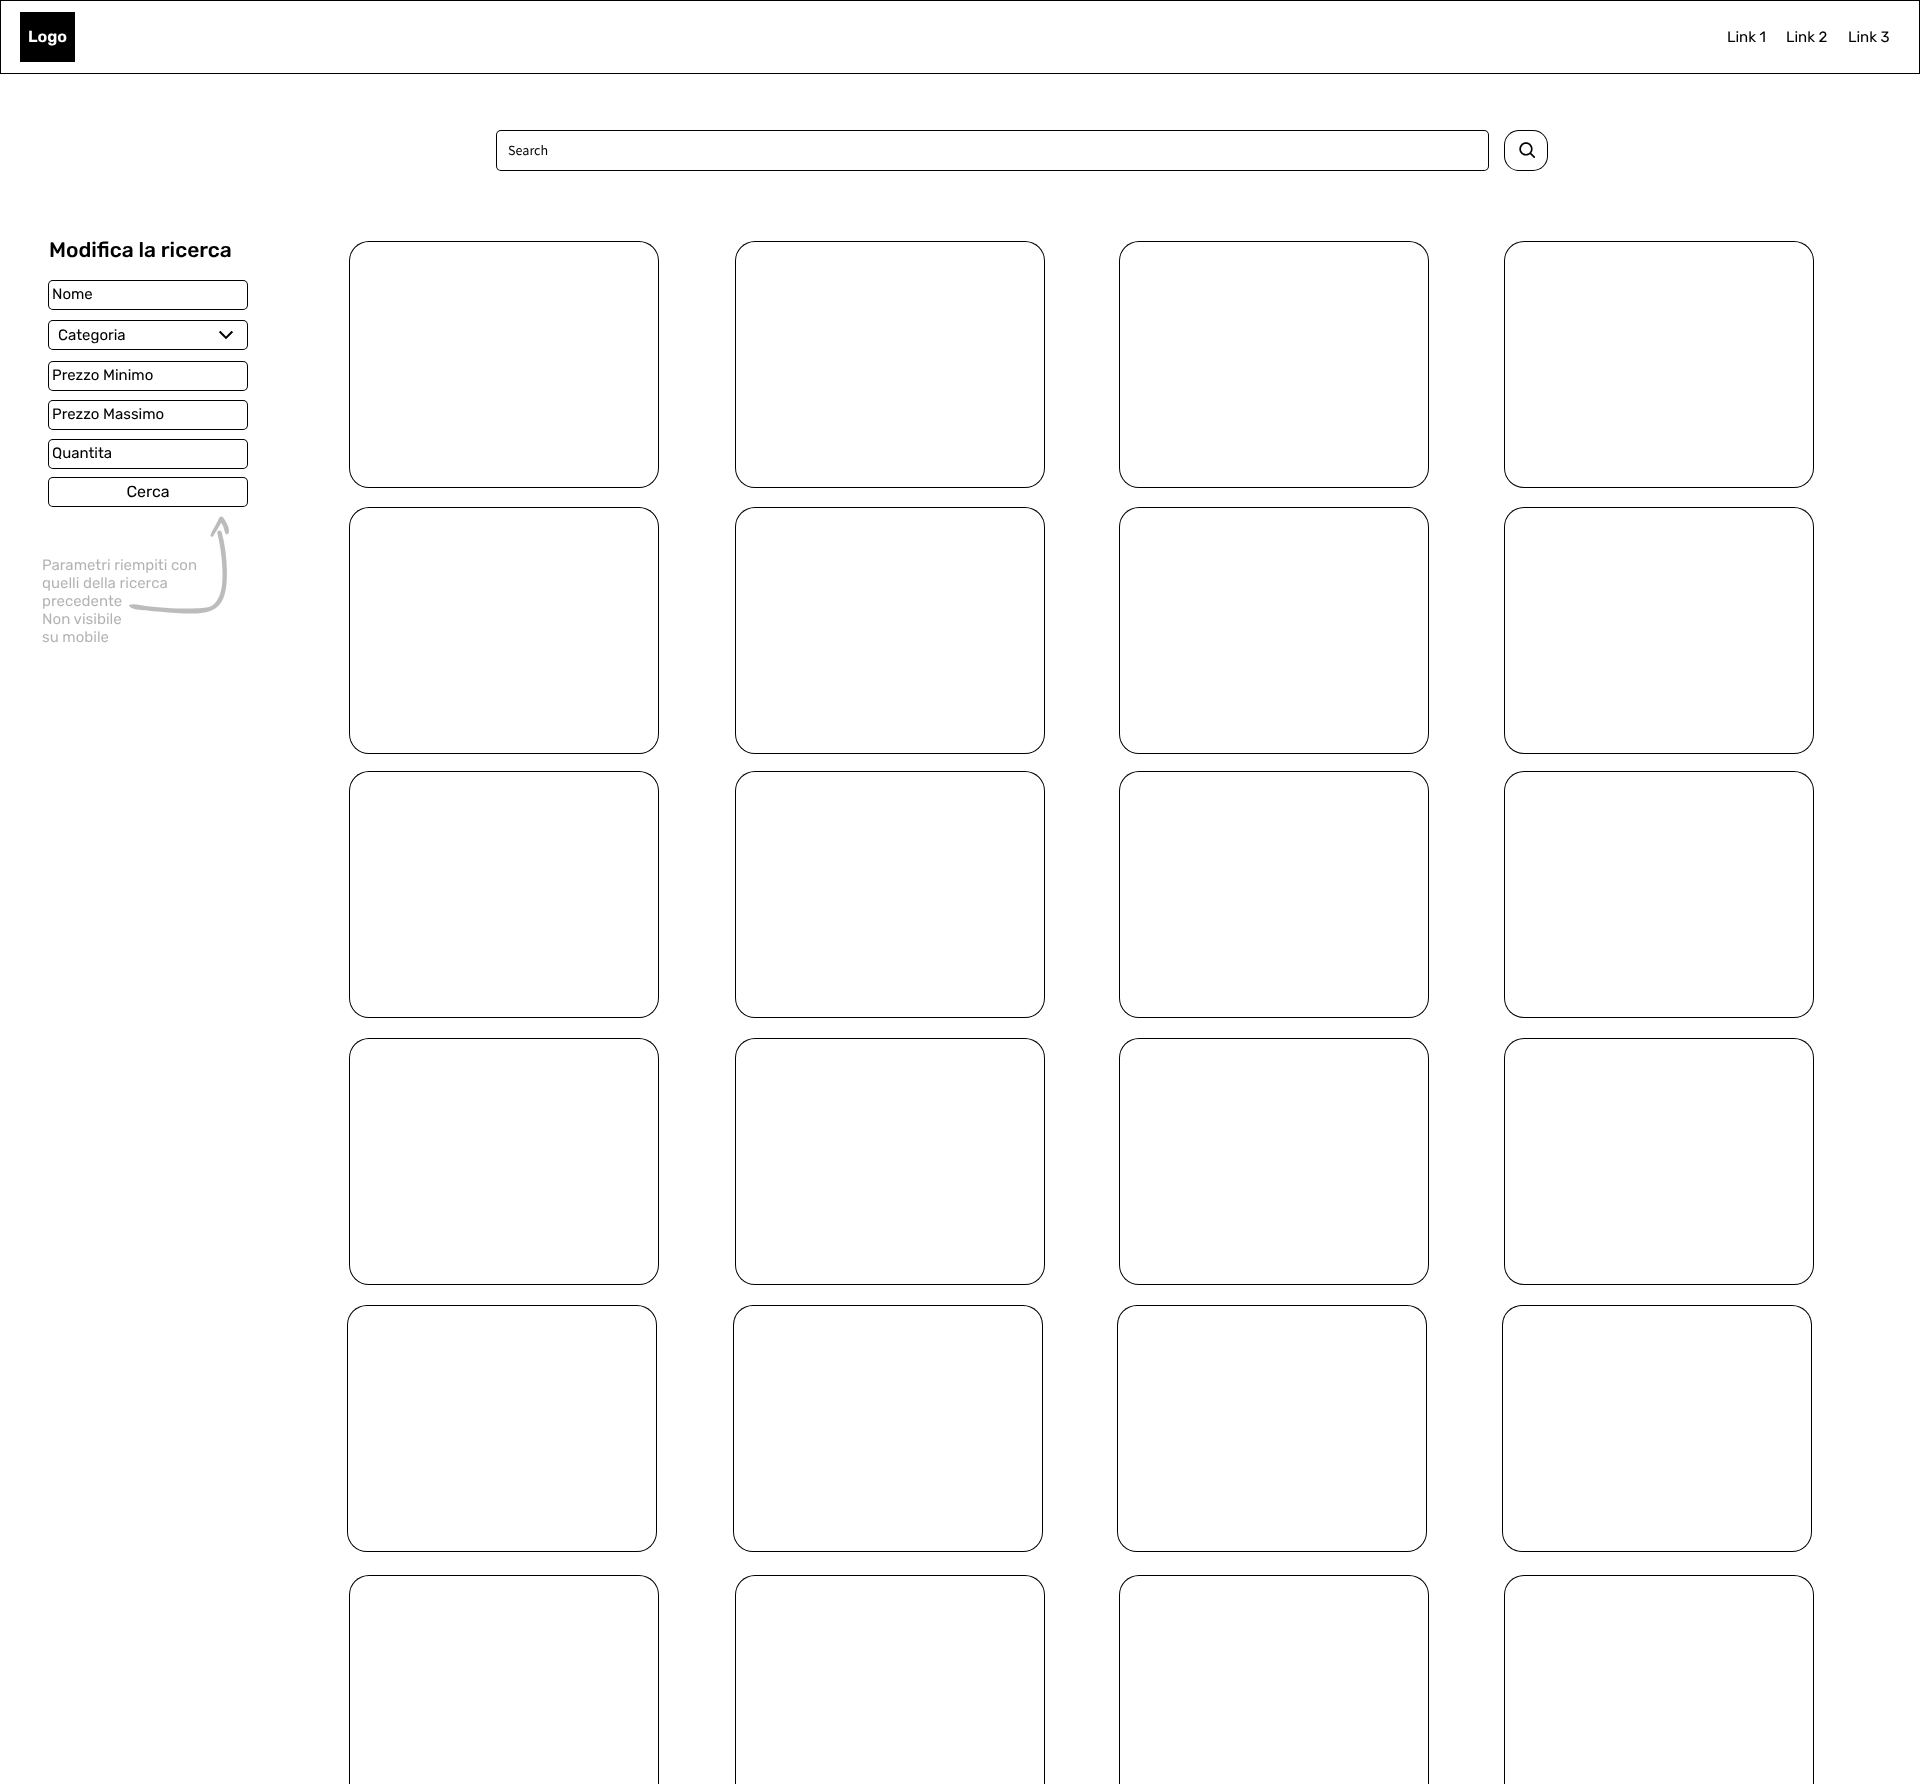 Logo
Link 1
Link 2
Link 3
Search
Modifica la ricerca
Nome
Categoria
Prezzo Minimo
Prezzo Massimo
Quantita
Cerca
Parametri riempiti con
quelli della ricerca
precedente
Non visibile
su mobile